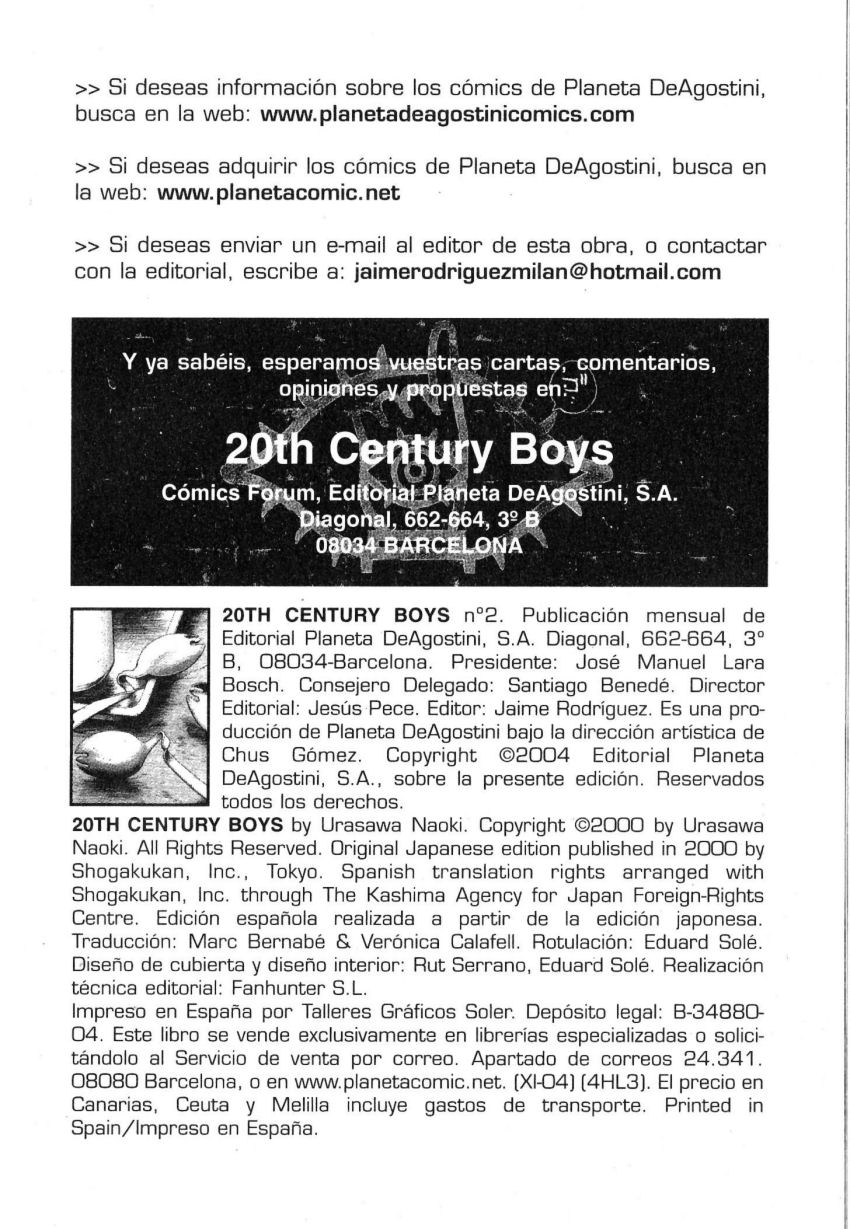 >> Si deseas información sobre los cómics de Planeta DeAgostini,
busca en la web: www.planetadeagostinicomics.com
>> Si deseas adquirir los cómics de Planeta DeAgostini, busca en
la web: www.planetacomic.net
>> Si deseas enviar un e-mail al editor de esta obra, o contactar
con la editorial, escribe a: jaimerodriguezmilan@hotmail.com
Y ya sabéis, esperamos vuestras cartas, comentarios,
opiniones y propuestas en:
20th Century Boys
Cómics Forum, Editorial Planeta DeAgostini, S.A.
Diagonal, 662-664, 3º B
08034 BARCELONA
20TH CENTURY BOYS nº2. Publicación mensual de
Editorial Planeta DeAgostini, S.A. Diagonal, 662-664, 3º
B, 08034-Barcelona. Presidente: José Manuel Lara
Bosch. Consejero Delegado: Santiago Benedé. Director
Editorial: Jesús Pece. Editor: Jaime Rodríguez. Es una pro-
ducción de Planeta DeAgostini bajo la dirección artística de
Chus Gómez. Copyright ©2004 Editorial Planeta
DeAgostini, S.A., sobre la presente edición. Reservados
todos los derechos.
20TH CENTURY BOYS by Urasawa Naoki. Copyright ©2000 by Urasawa
Naoki. All Rights Reserved. Original Japanese edition published in 2000 by
Shogakukan, Inc., Tokyo. Spanish translation rights arranged with
Shogakukan, Inc. through The Kashima Agency for Japan Foreign-Rights
Centre. Edición española realizada a partir de la edición japonesa.
Traducción: Marc Bernabé & Verónica Calafell. Rotulación: Eduard Solé.
Diseño de cubierta y diseño interior: Rut Serrano, Eduard Solé. Realización
técnica editorial: Fanhunter S.L.
Impreso en España por Talleres Gráficos Soler. Depósito legal: B-34880-
04. Este libro se vende exclusivamente en librerías especializadas o solici-
tándolo al Servicio de venta por correo. Apartado de correos 24.341.
08080 Barcelona, o en www.planetacomic.net. (XI-04) (4HL3). El precio en
Canarias, Ceuta y Melilla incluye gastos de transporte. Printed in
Spain/Impreso en España.